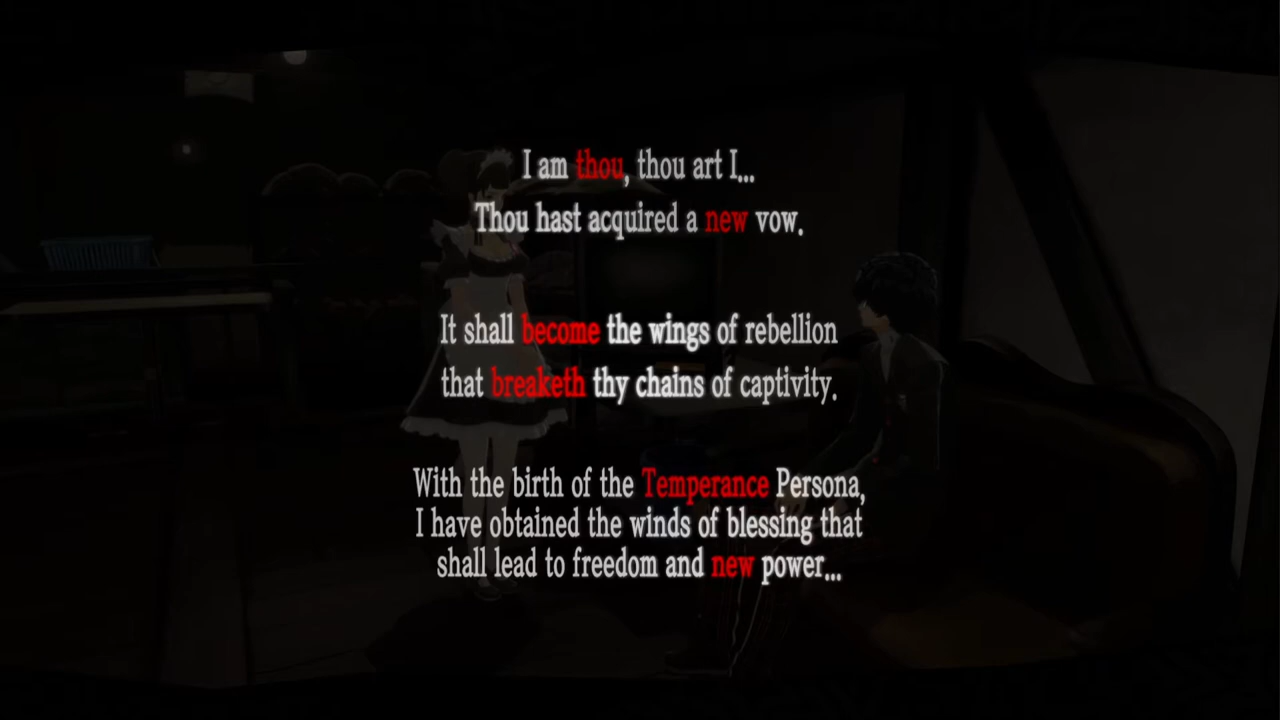 I am thou, thou art I...
Thou hast acquired a new vow.
It shall become the wings of rebellion
that breaketh thy chains of captivity.
With the birth of the Temperance Persona,
I have obtained the winds of blessing that
shall lead to freedom and new power...